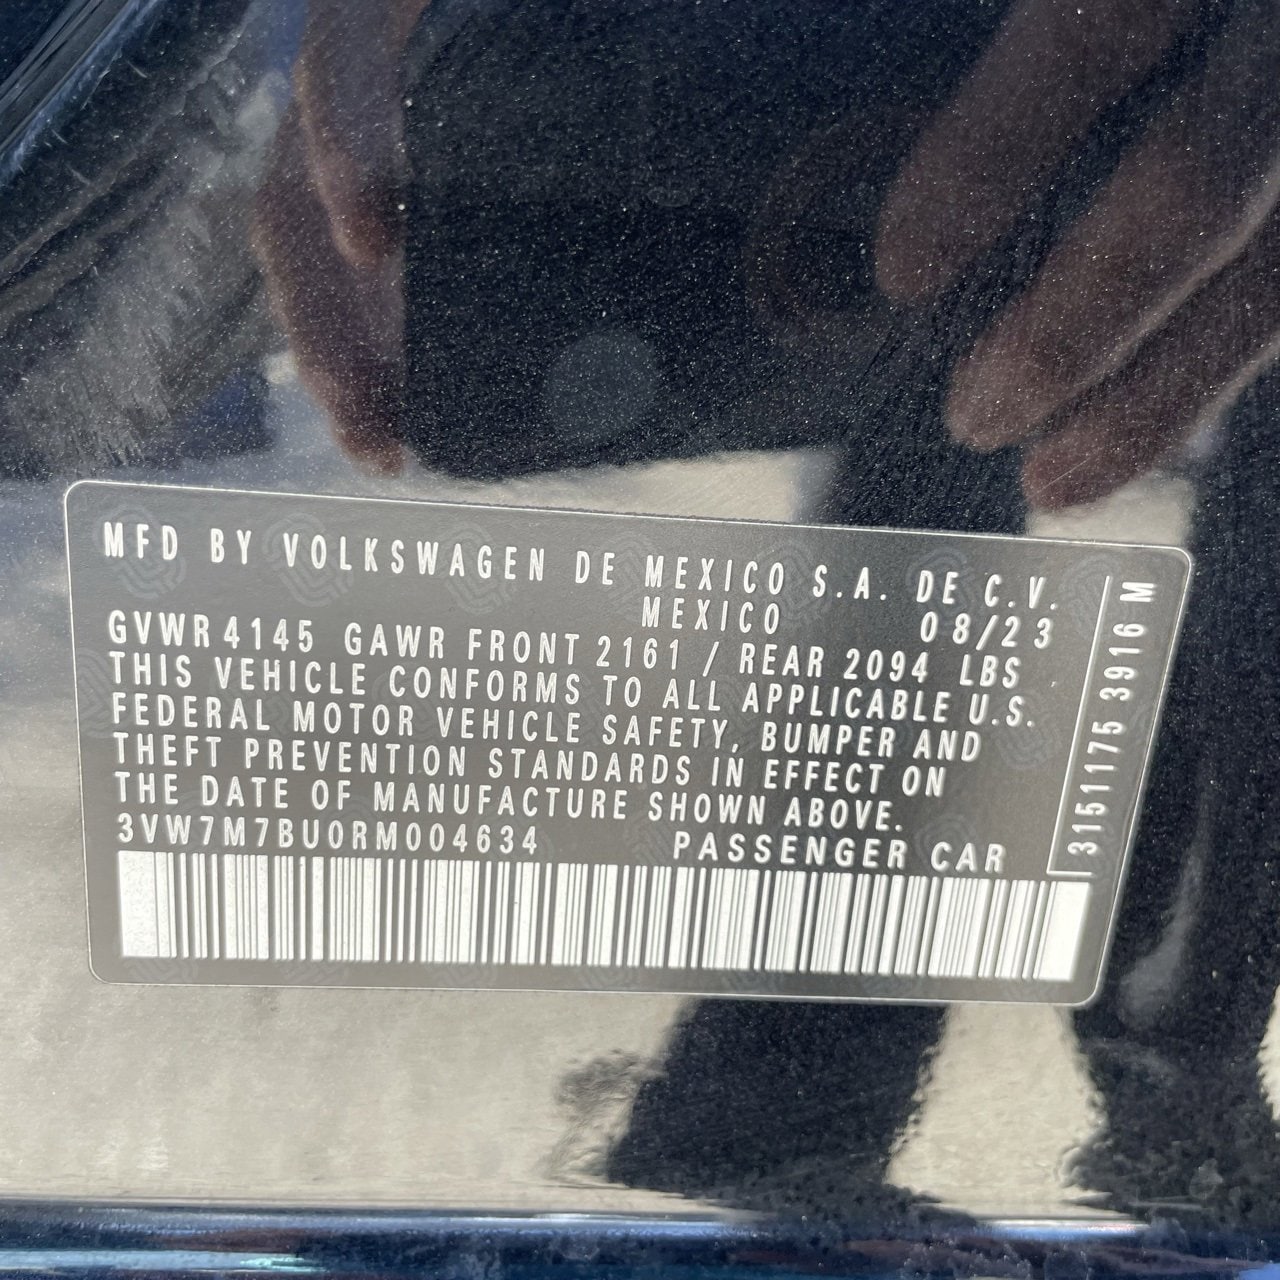 MFD BY VOLKSWAGEN DE MEXICO S.A. DE C.V.
MEXICO 08/23
GVWR 4145 GAWR FRONT 2161 / REAR 2094 LBS
THIS VEHICLE CONFORMS TO ALL APPLICABLE U.S.
FEDERAL MOTOR VEHICLE SAFETY, BUMPER AND
THEFT PREVENTION STANDARDS IN EFFECT ON
THE DATE OF MANUFACTURE SHOWN ABOVE.
3VW7M7BU0RM004634 PASSENGER CAR
3151175 3916 M